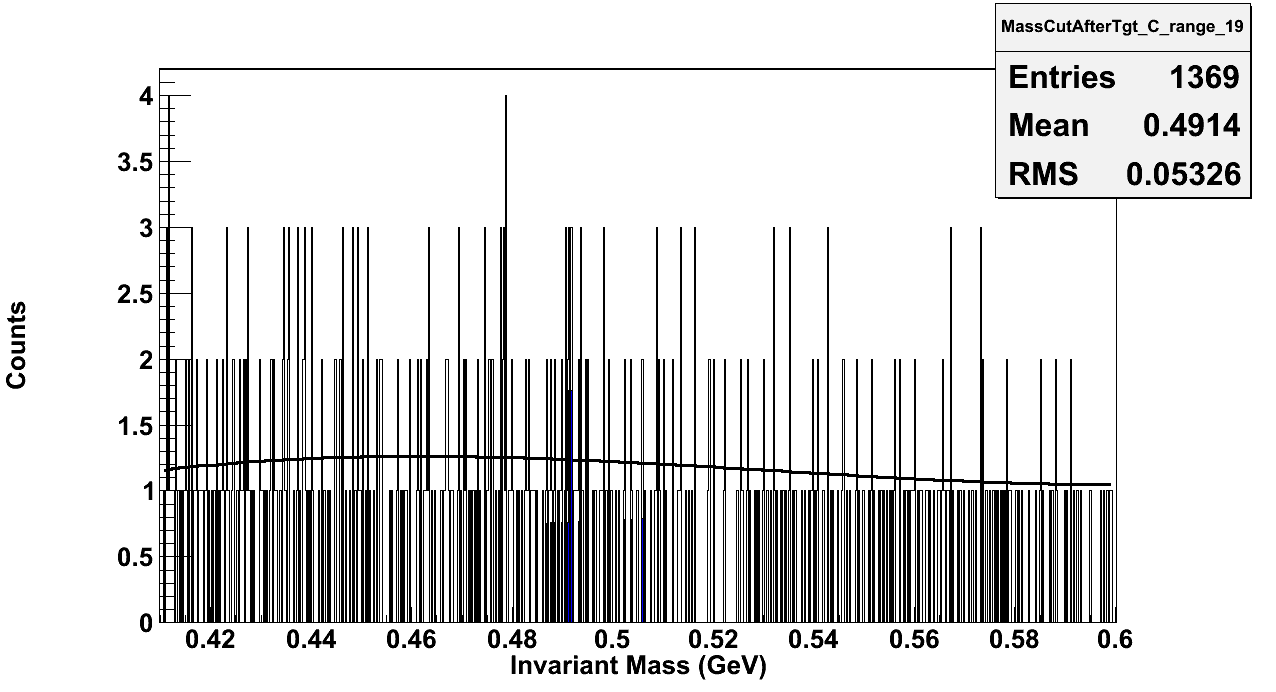 MassCutAfterTgt_C_range_19
Entries 1369
Mean 0.4914
RMS 0.05326
Counts
4
3.5
3
2.5
2
1.5
1
0.5
0
0.42 0.44 0.46 0.48 0.5 0.52 0.54 0.56 0.58 0.6
Invariant Mass (GeV)